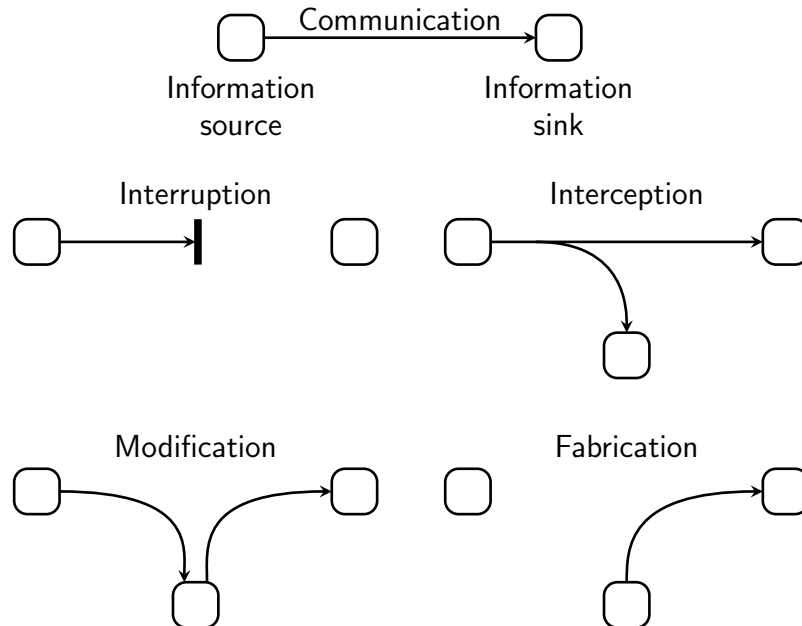 Communication
Information
source
Information
sink
Interruption
Interception
Modification
Fabrication